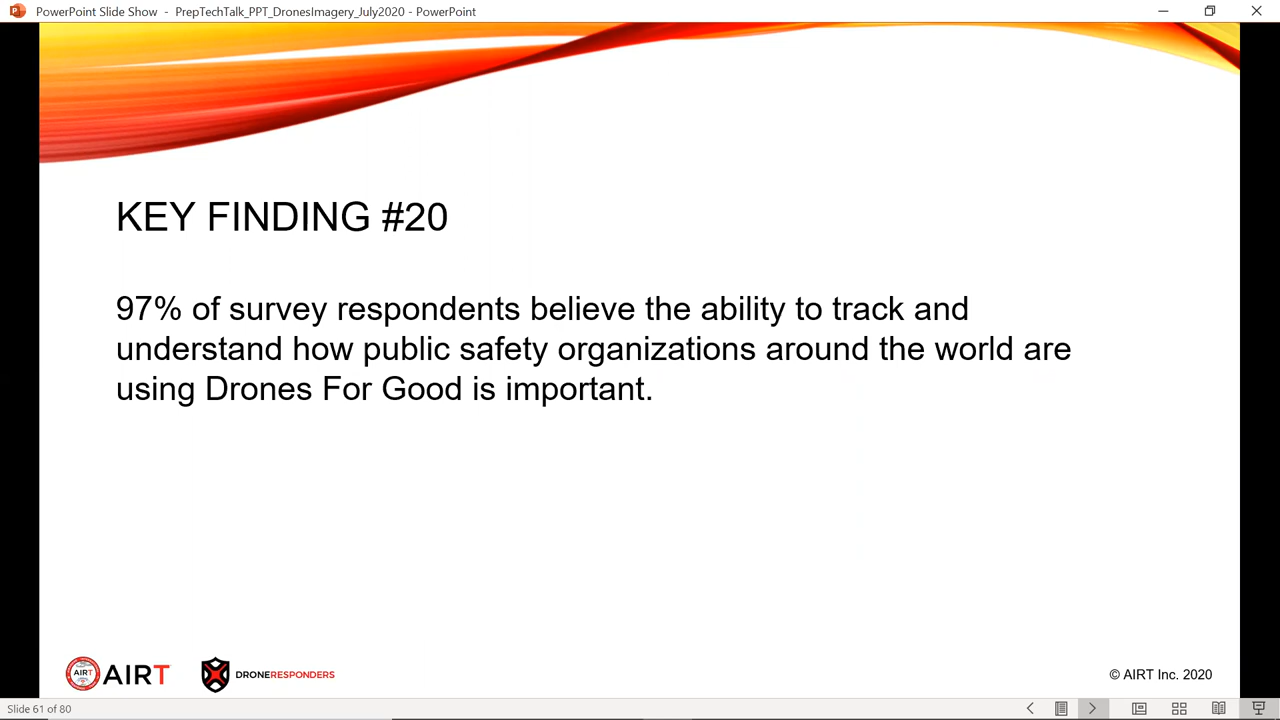 PowerPoint Slide Show - PrepTechTalk_PPT_DronesImagery_July2020 - PowerPoint
KEY FINDING #20
97% of survey respondents believe the ability to track and
understand how public safety organizations around the world are
using Drones For Good is important.
AIRT AIRT DRONERESPONDERS
© AIRT Inc. 2020
Slide 61 of 80